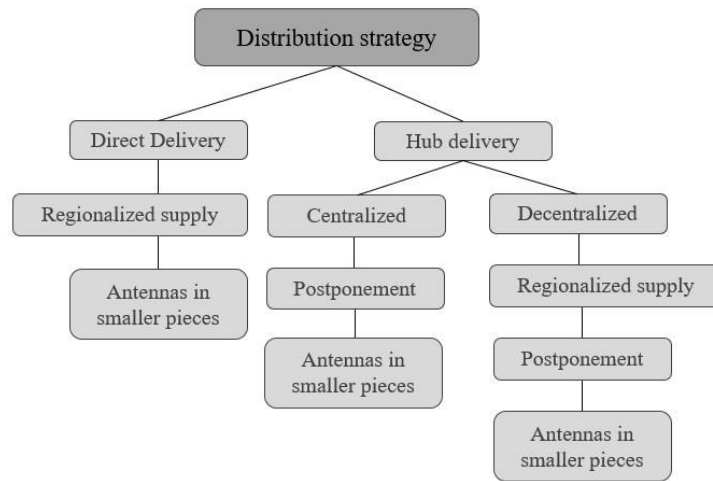 Distribution strategy
Direct Delivery
Hub delivery
Regionalized supply
Centralized
Decentralized
Antennas in
smaller pieces
Postponement
Regionalized supply
Antennas in
smaller pieces
Postponement
Antennas in
smaller pieces